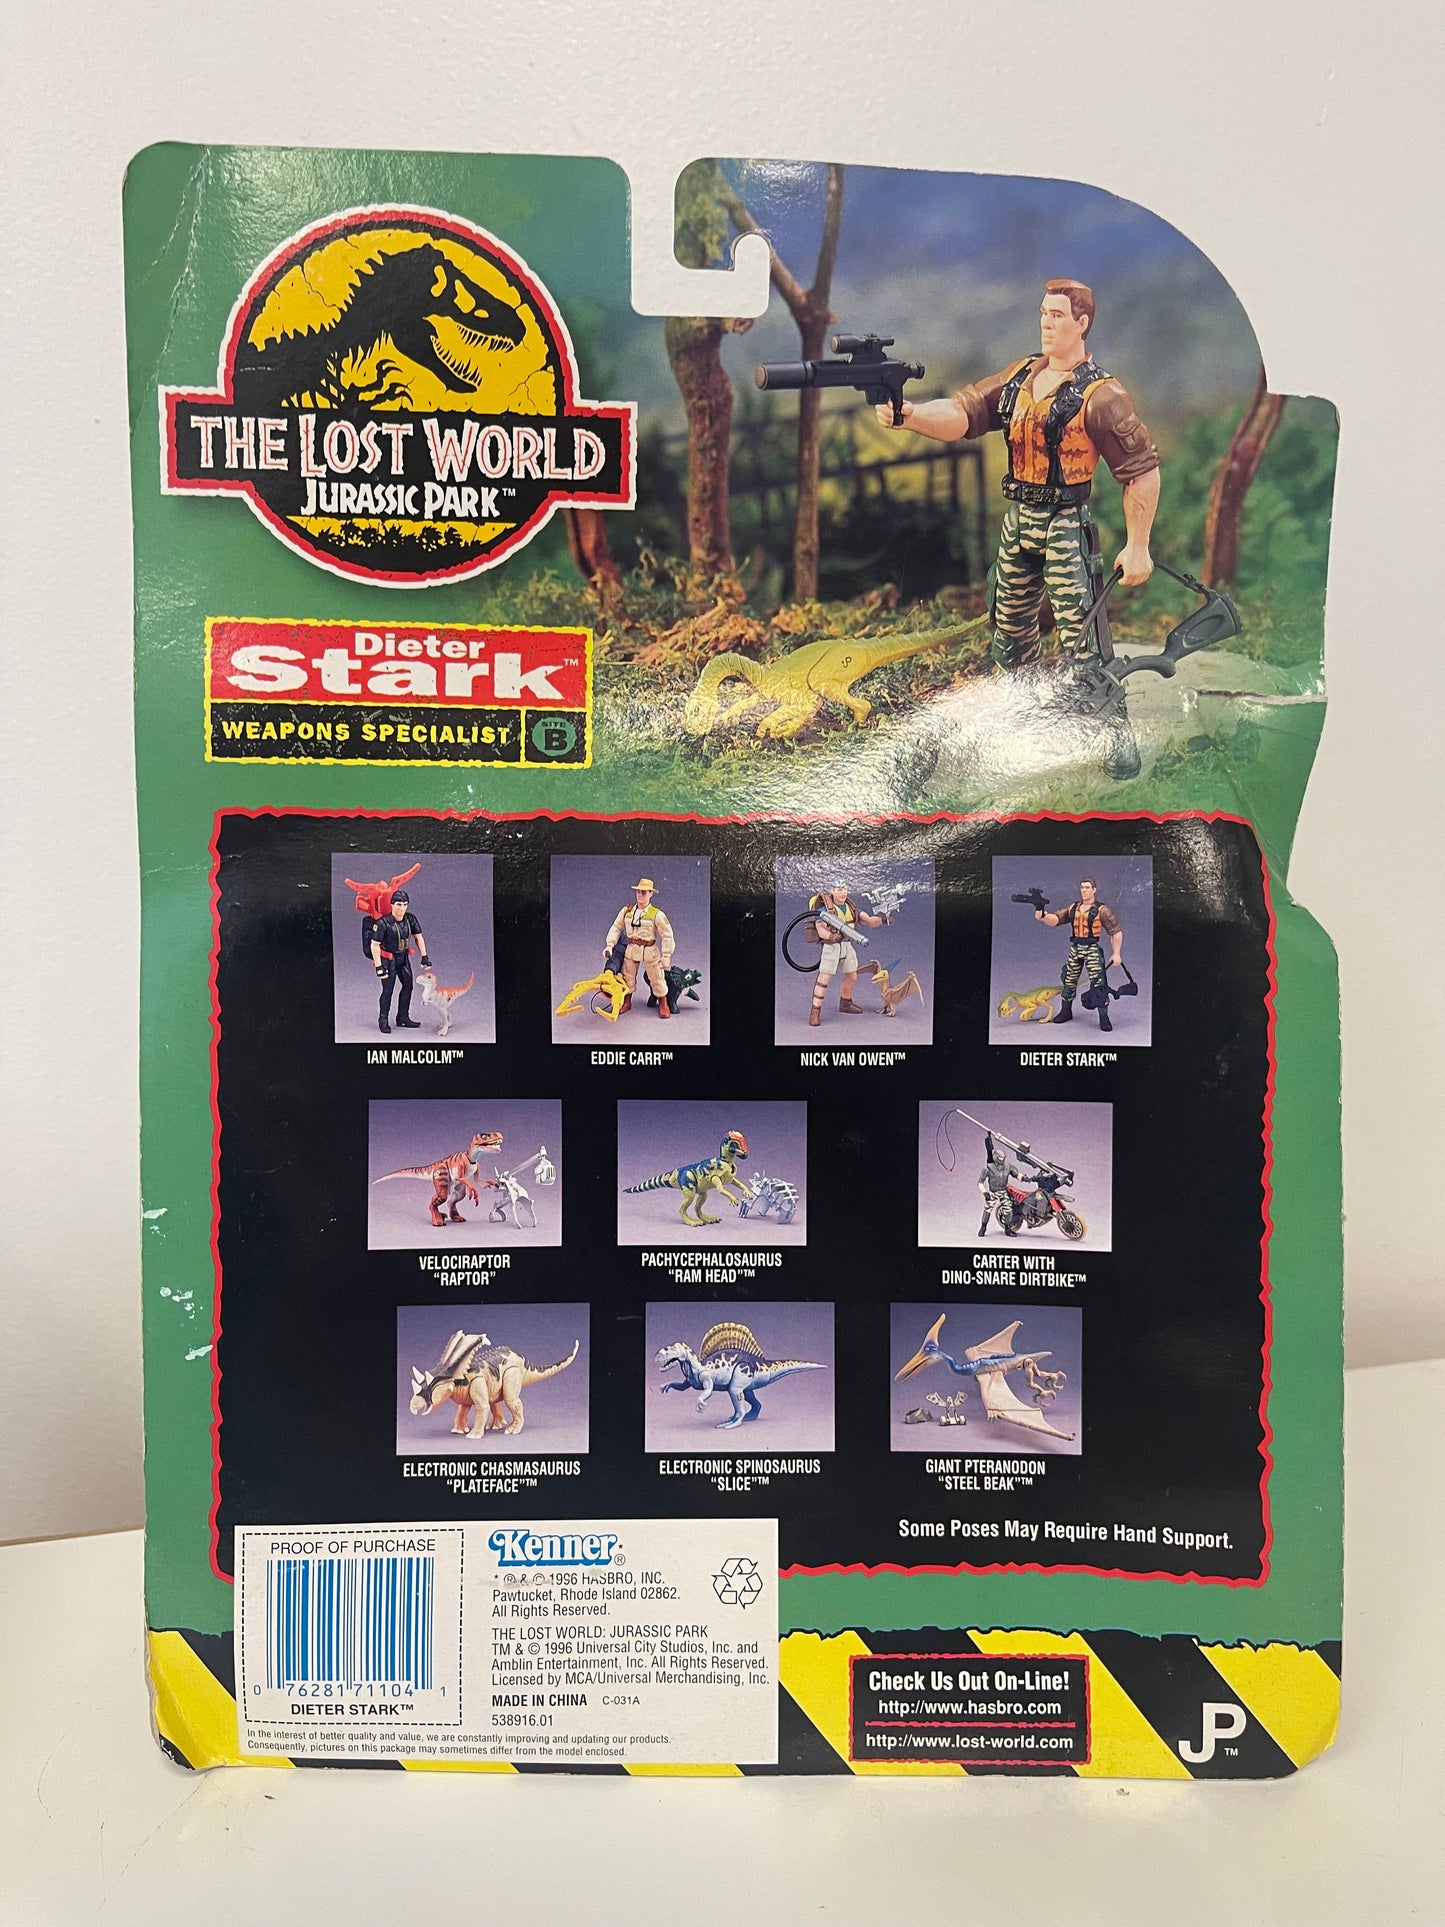 THE LOST WORLD
JURASSIC PARK™
Dieter
Stark™
WEAPONS SPECIALIST
SITE
B
JP
IAN MALCOLM™
EDDIE CARR™
NICK VAN OWEN™
DIETER STARK™
VELOCIRAPTOR
"RAPTOR"
PACHYCEPHALOSAURUS
"RAM HEAD"™
CARTER WITH
DINO-SNARE DIRTBIKE™
ELECTRONIC CHASMASAURUS
"PLATEFACE"™
ELECTRONIC SPINOSAURUS
"SLICE"™
GIANT PTERANODON
"STEEL BEAK"™
Some Poses May Require Hand Support.
PROOF OF PURCHASE
0 76281 71104 1
DIETER STARK™
Kenner*®
* ® & © 1996 HASBRO, INC.
Pawtucket, Rhode Island 02862.
All Rights Reserved.
THE LOST WORLD: JURASSIC PARK
TM & © 1996 Universal City Studios, Inc. and
Amblin Entertainment, Inc. All Rights Reserved.
Licensed by MCA/Universal Merchandising, Inc.
MADE IN CHINA C-031A
538916.01
In the interest of better quality and value, we are constantly improving and updating our products.
Consequently, pictures on this package may sometimes differ from the model enclosed.
Check Us Out On-Line!
http://www.hasbro.com
http://www.lost-world.com
JP™